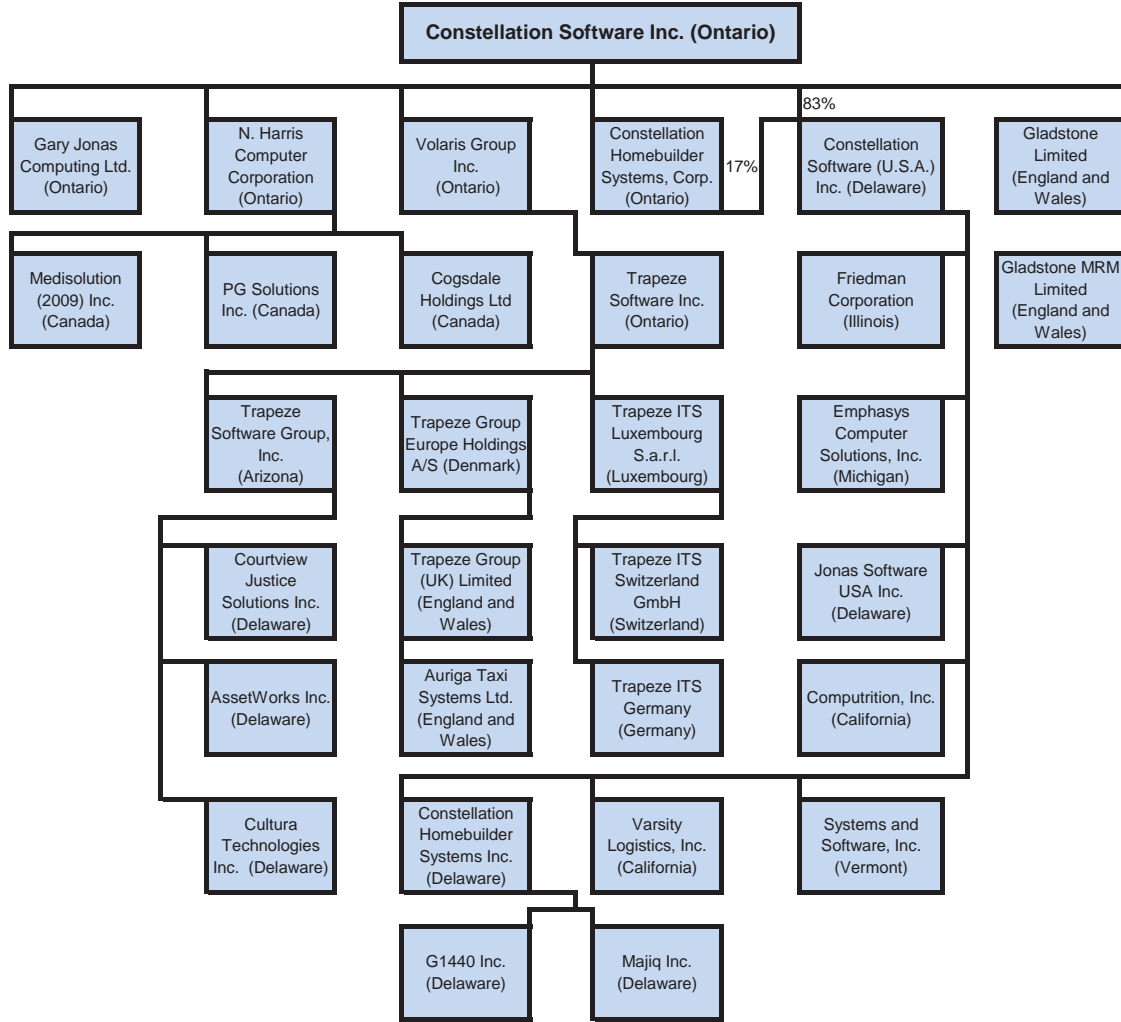 Constellation Software Inc. (Ontario)
83%
Gary Jonas
Computing Ltd.
(Ontario)
N. Harris
Computer
Corporation
(Ontario)
Volaris Group
Inc.
(Ontario)
Constellation
Homebuilder
Systems, Corp.
(Ontario)
17%
Constellation
Software (U.S.A.)
Inc. (Delaware)
Gladstone
Limited
(England and
Wales)
Medisolution
(2009) Inc.
(Canada)
PG Solutions
Inc. (Canada)
Cogsdale
Holdings Ltd
(Canada)
Trapeze
Software Inc.
(Ontario)
Friedman
Corporation
(Illinois)
Gladstone MRM
Limited
(England and
Wales)
Trapeze
Software Group,
Inc.
(Arizona)
Trapeze Group
Europe Holdings
A/S (Denmark)
Trapeze ITS
Luxembourg
S.a.r.l.
(Luxembourg)
Emphasys
Computer
Solutions, Inc.
(Michigan)
Courtview
Justice
Solutions Inc.
(Delaware)
Trapeze Group
(UK) Limited
(England and
Wales)
Trapeze ITS
Switzerland
GmbH
(Switzerland)
Jonas Software
USA Inc.
(Delaware)
AssetWorks Inc.
(Delaware)
Auriga Taxi
Systems Ltd.
(England and
Wales)
Trapeze ITS
Germany
(Germany)
Computrition, Inc.
(California)
Cultura
Technologies
Inc. (Delaware)
Constellation
Homebuilder
Systems Inc.
(Delaware)
Varsity
Logistics, Inc.
(California)
Systems and
Software, Inc.
(Vermont)
G1440 Inc.
(Delaware)
Majiq Inc.
(Delaware)